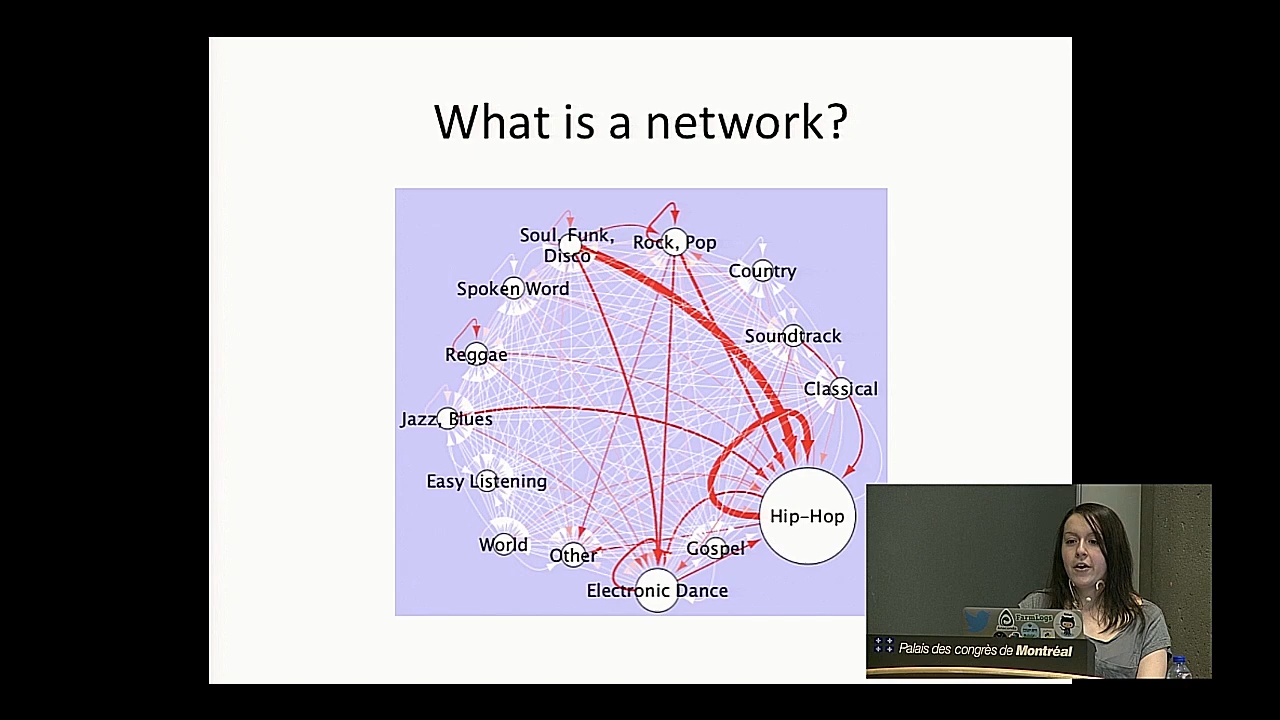 What is a network?
Soul, Funk,
Disco
Rock, Pop
Country
Spoken Word
Soundtrack
Reggae
Classical
Jazz, Blues
Easy Listening
Hip-Hop
World
Other
Gospel
Electronic Dance
FarmLogs
Palais des congrès de Montréal